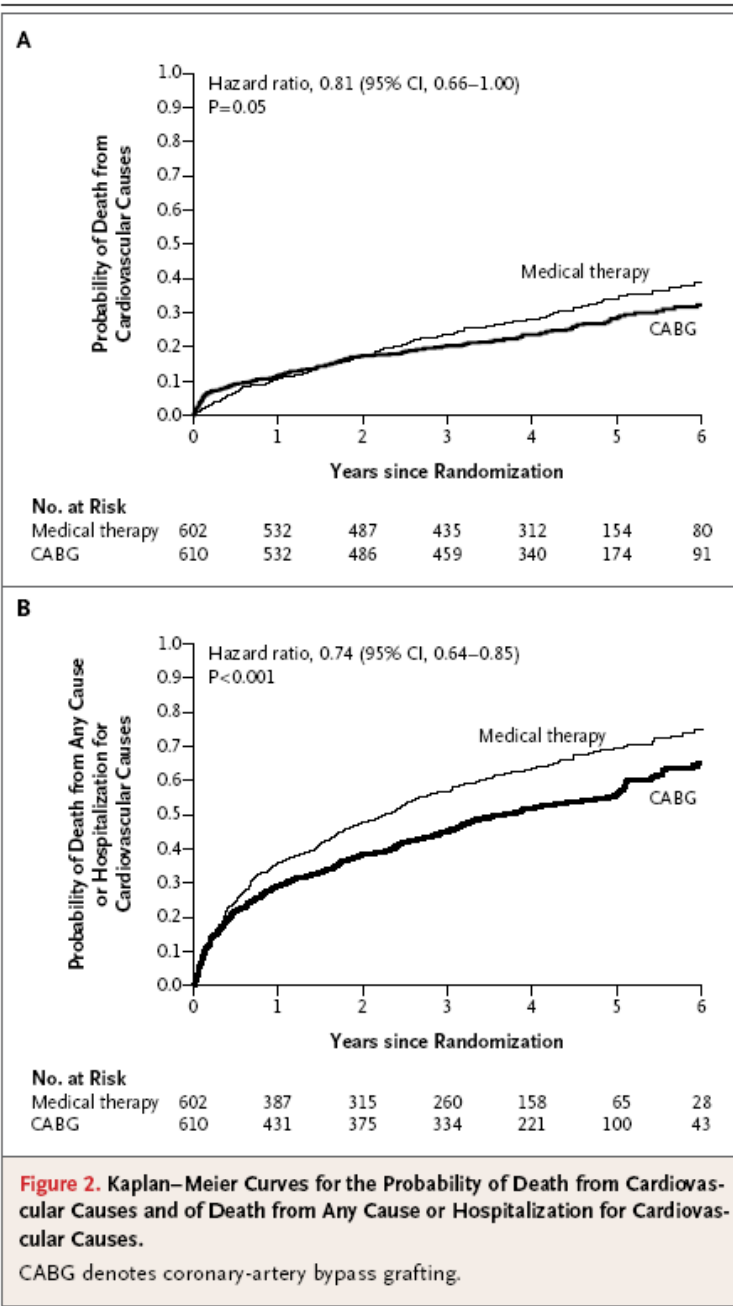 A
Hazard ratio, 0.81 (95% CI, 0.66–1.00)
P=0.05
Probability of Death from
Cardiovascular Causes
1.0
0.9
0.8
0.7
0.6
0.5
0.4
0.3
0.2
0.1
0.0
Medical therapy
CABG
0 1 2 3 4 5 6
Years since Randomization
No. at Risk
Medical therapy 602 532 487 435 312 154 80
CABG 610 532 486 459 340 174 91
B
Hazard ratio, 0.74 (95% CI, 0.64–0.85)
P<0.001
Probability of Death from Any Cause
or Hospitalization for
Cardiovascular Causes
1.0
0.9
0.8
0.7
0.6
0.5
0.4
0.3
0.2
0.1
0.0
Medical therapy
CABG
0 1 2 3 4 5 6
Years since Randomization
No. at Risk
Medical therapy 602 387 315 260 158 65 28
CABG 610 431 375 334 221 100 43
Figure 2. Kaplan–Meier Curves for the Probability of Death from Cardiovas-
cular Causes and of Death from Any Cause or Hospitalization for Cardiovas-
cular Causes.
CABG denotes coronary-artery bypass grafting.